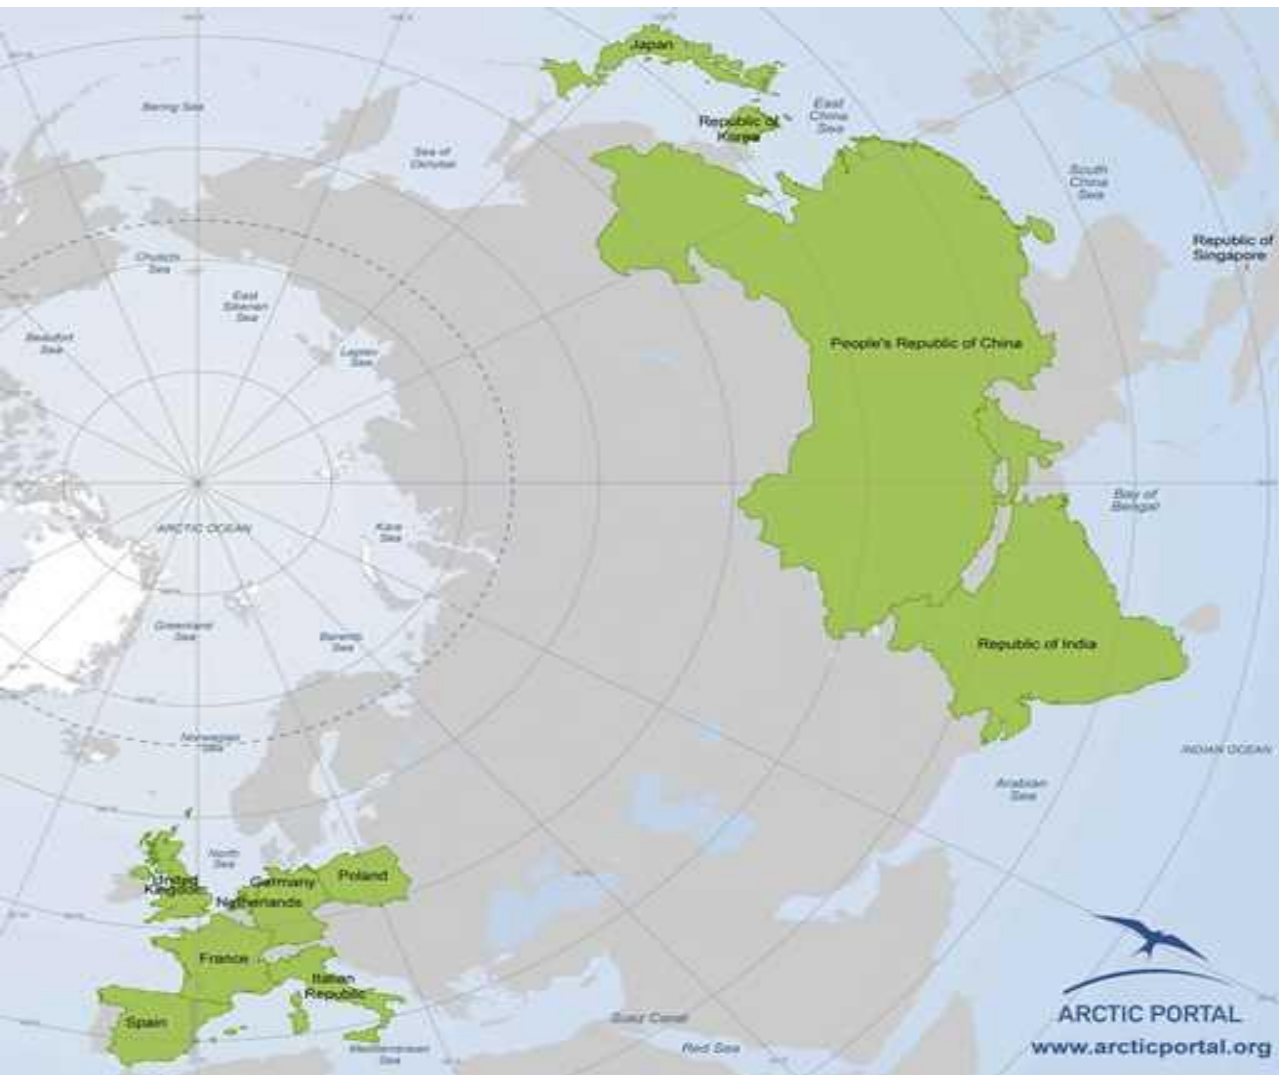 Japan
Bering Sea
East
China
Sea
Republic of
Korea
Sea of
Okhotsk
South
China
Sea
Republic of
Singapore
Chukchi
Sea
East
Siberian
Sea
Beaufort
Sea
Laptev
Sea
People's Republic of China
Bay of
Bengal
ARCTIC OCEAN
Kara
Sea
Greenland
Sea
Barents
Sea
Republic of India
Norwegian
Sea
INDIAN OCEAN
Arabian
Sea
North
Sea
United
Kingdom
Germany
Poland
Netherlands
France
Italian
Republic
Spain
Suez Canal
Mediterranean
Sea
Red Sea
ARCTIC PORTAL
www.arcticportal.org